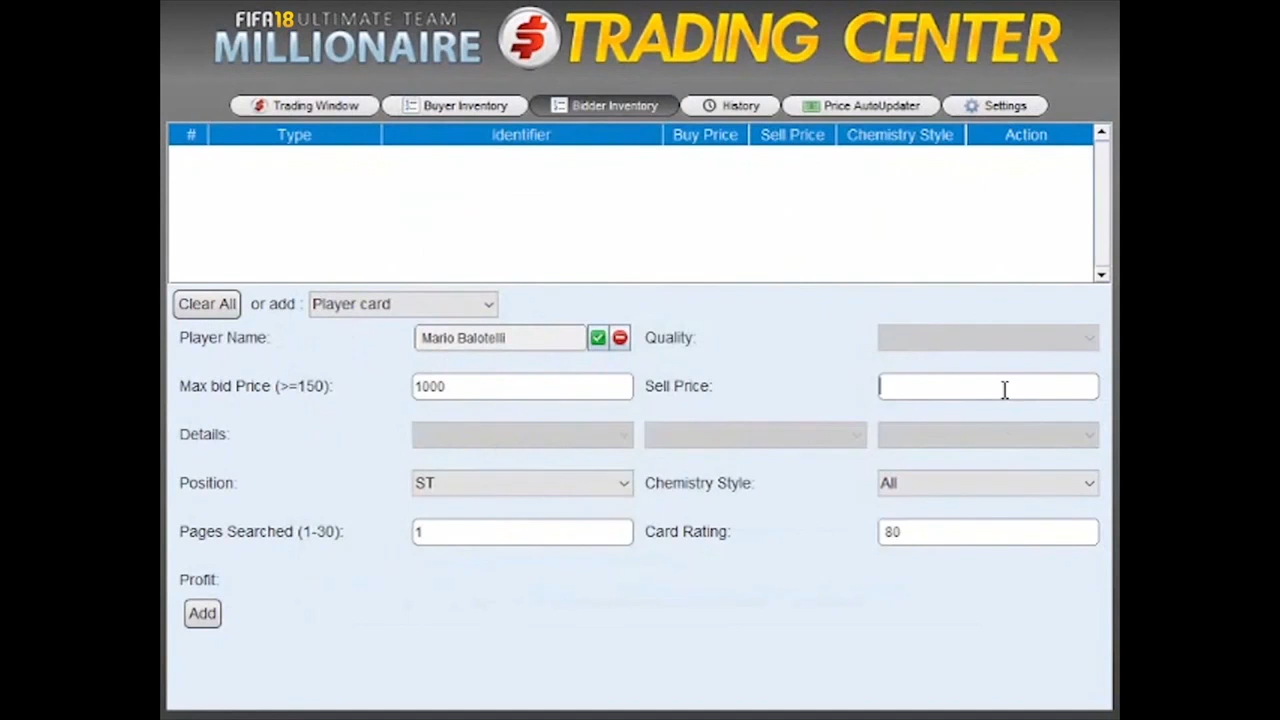 FIFA18 ULTIMATE TEAM
MILLIONAIRE TRADING CENTER
Trading Window Buyer Inventory Bidder Inventory History Price AutoUpdater Settings
# Type Identifier Buy Price Sell Price Chemistry Style Action
Clear All or add : Player card
Player Name: Mario Balotelli Quality:
Max bid Price (>=150): 1000 Sell Price:
Details:
Position: ST Chemistry Style: All
Pages Searched (1-30): 1 Card Rating: 80
Profit:
Add